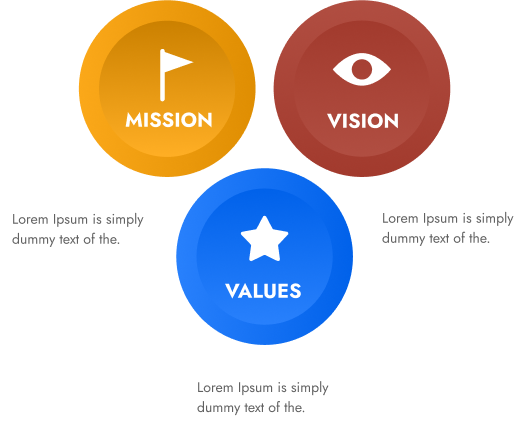 MISSION
VISION
Lorem Ipsum is simply
dummy text of the.
Lorem Ipsum is simply
dummy text of the.
VALUES
Lorem Ipsum is simply
dummy text of the.